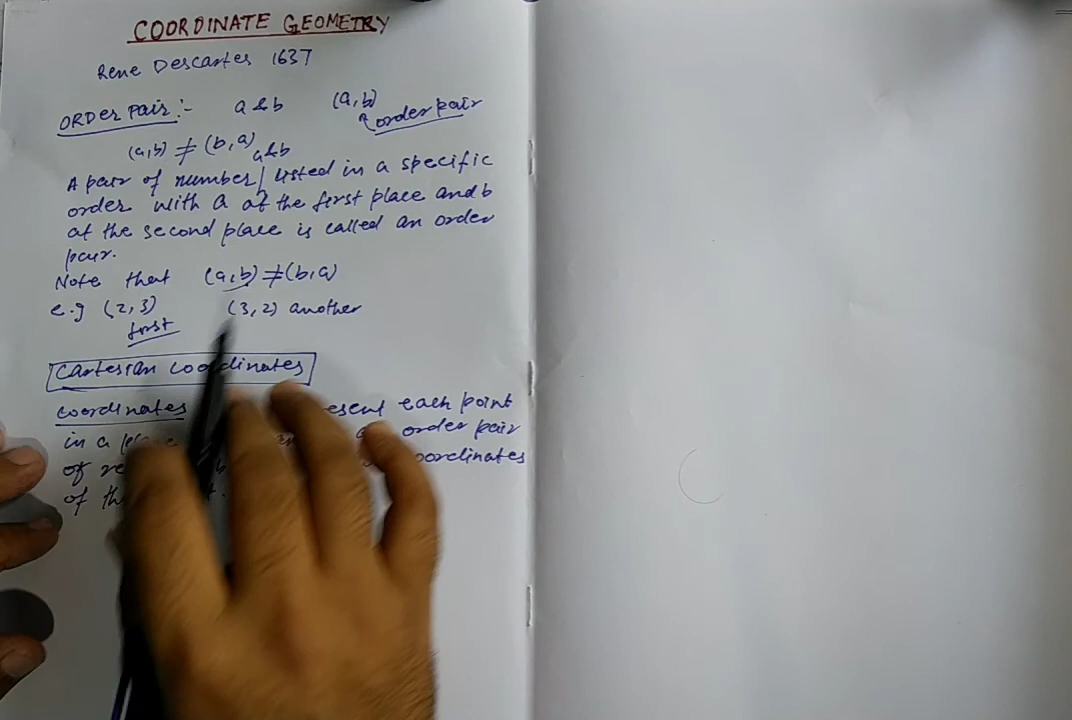 COORDINATE GEOMETRY
Rene Descartes 1637
ORDER PAIR :- a & b (a,b)
order pair
(a,b) ≠ (b,a)
a&b
A pair of number listed in a specific
order with a at the first place and b
at the second place is called an order
pair.
Note that (a,b) ≠ (b,a)
e.g (2,3) (3,2) another
first
Cartesian coordinates
coordinates each point
in a order pair
of coordinates
of